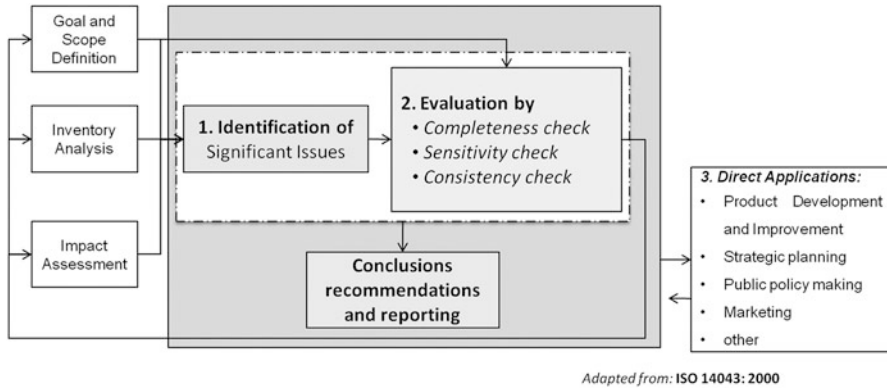 Goal and
Scope
Definition
Inventory
Analysis
Impact
Assessment
1. Identification of
Significant Issues
2. Evaluation by
• Completeness check
• Sensitivity check
• Consistency check
Conclusions
recommendations
and reporting
3. Direct Applications:
• Product Development
and Improvement
• Strategic planning
• Public policy making
• Marketing
• other
Adapted from: ISO 14043: 2000